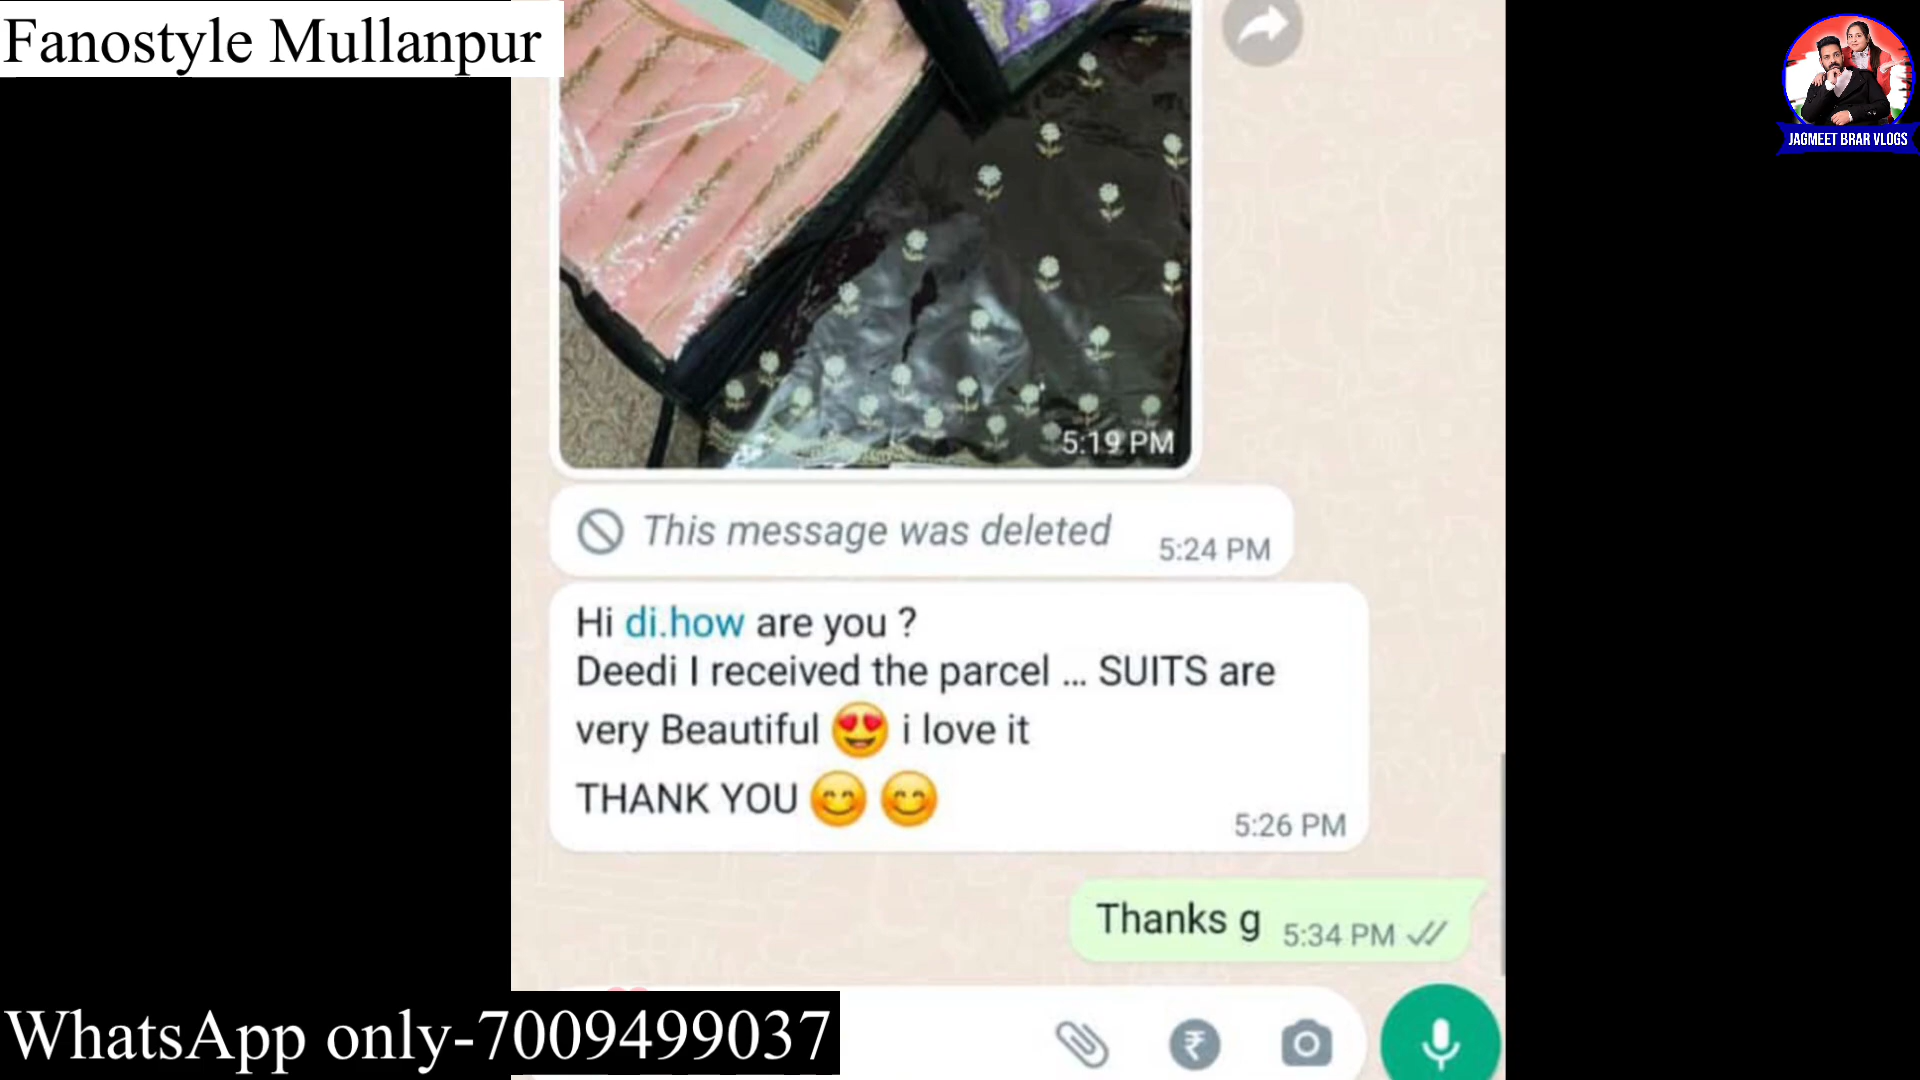 Fanostyle Mullanpur
JAGMEET BRAR VLOGS
5:19 PM
This message was deleted 5:24 PM
Hi di.how are you ?
Deedi I received the parcel ... SUITS are
very Beautiful 😍 i love it
THANK YOU 😊 😊
5:26 PM
Thanks g 5:34 PM
₹
WhatsApp only-7009499037